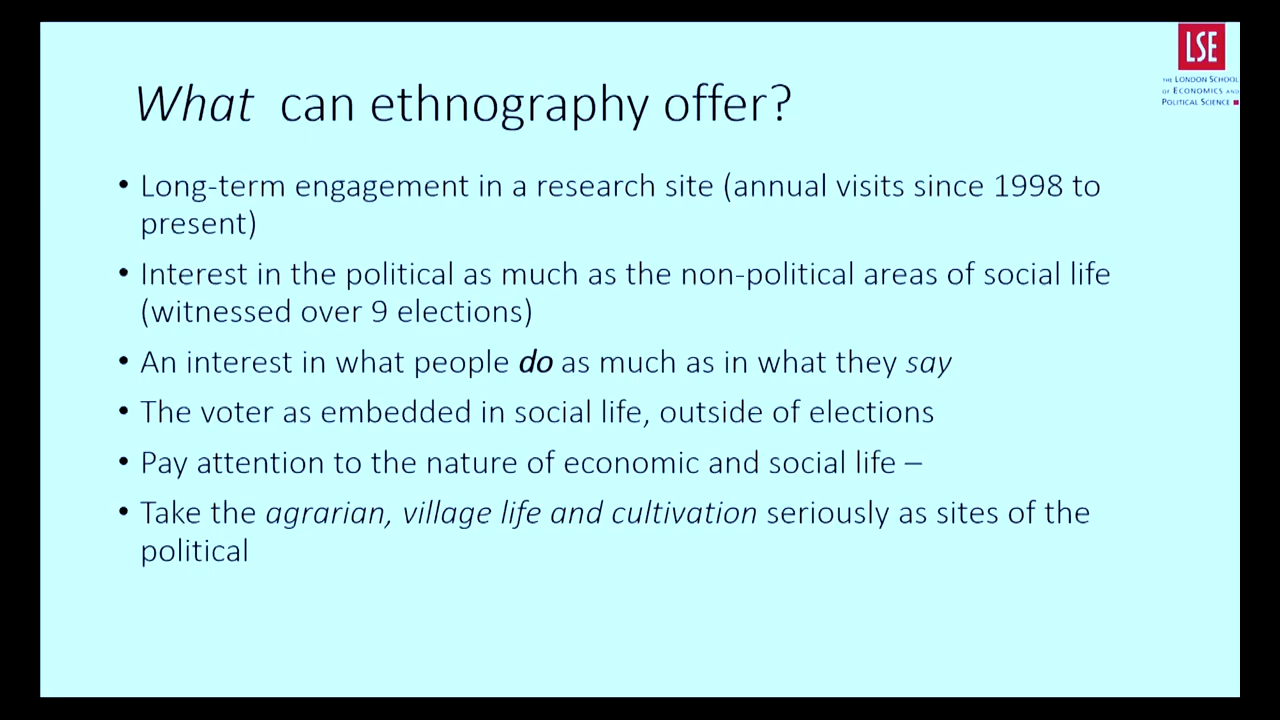 LSE
THE LONDON SCHOOL
OF ECONOMICS AND
POLITICAL SCIENCE
What can ethnography offer?
• Long-term engagement in a research site (annual visits since 1998 to
present)
• Interest in the political as much as the non-political areas of social life
(witnessed over 9 elections)
• An interest in what people do as much as in what they say
• The voter as embedded in social life, outside of elections
• Pay attention to the nature of economic and social life –
• Take the agrarian, village life and cultivation seriously as sites of the
political